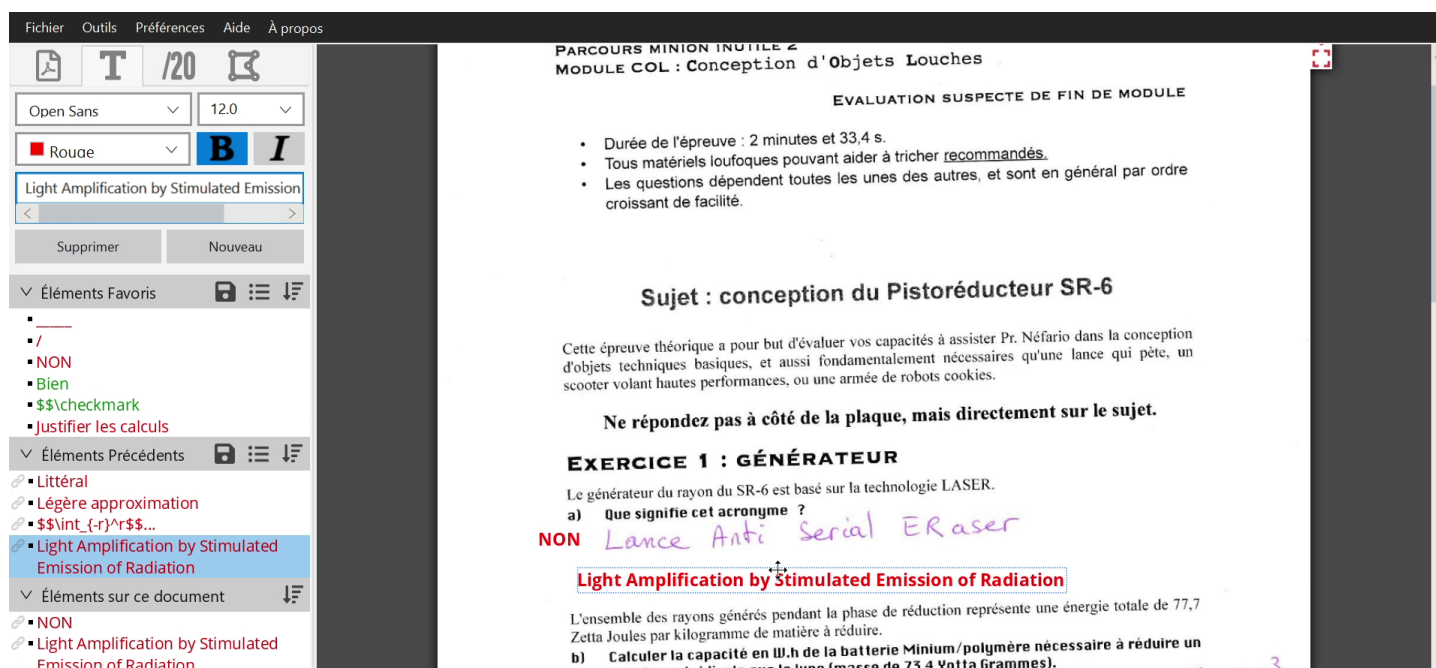 Fichier Outils Préférences Aide À propos
T /20
Open Sans 12.0
Rouge B I
Light Amplification by Stimulated Emission
Supprimer Nouveau
Éléments Favoris
_____
/
NON
Bien
$$\checkmark
Justifier les calculs
Éléments Précédents
Littéral
Légère approximation
$$\int_{-r}^r$$...
Light Amplification by Stimulated
Emission of Radiation
Éléments sur ce document
NON
Light Amplification by Stimulated
Emission of Radiation
PARCOURS MINION INUTILE 2
MODULE COL : Conception d'Objets Louches
EVALUATION SUSPECTE DE FIN DE MODULE
• Durée de l'épreuve : 2 minutes et 33,4 s.
• Tous matériels loufoques pouvant aider à tricher recommandés.
• Les questions dépendent toutes les unes des autres, et sont en général par ordre
croissant de facilité.
Sujet : conception du Pistoréducteur SR-6
Cette épreuve théorique a pour but d'évaluer vos capacités à assister Pr. Néfario dans la conception
d'objets techniques basiques, et aussi fondamentalement nécessaires qu'une lance qui pète, un
scooter volant hautes performances, ou une armée de robots cookies.
Ne répondez pas à côté de la plaque, mais directement sur le sujet.
EXERCICE 1 : GÉNÉRATEUR
Le générateur du rayon du SR-6 est basé sur la technologie LASER.
a) Que signifie cet acronyme ?
NON Lance Anti Serial ERaser
Light Amplification by Stimulated Emission of Radiation
L'ensemble des rayons générés pendant la phase de réduction représente une énergie totale de 77,7
Zetta Joules par kilogramme de matière à réduire.
b) Calculer la capacité en W.h de la batterie Minium/polymère nécessaire à réduire un
la lune (masse de 73,4 Yotta Grammes).
3